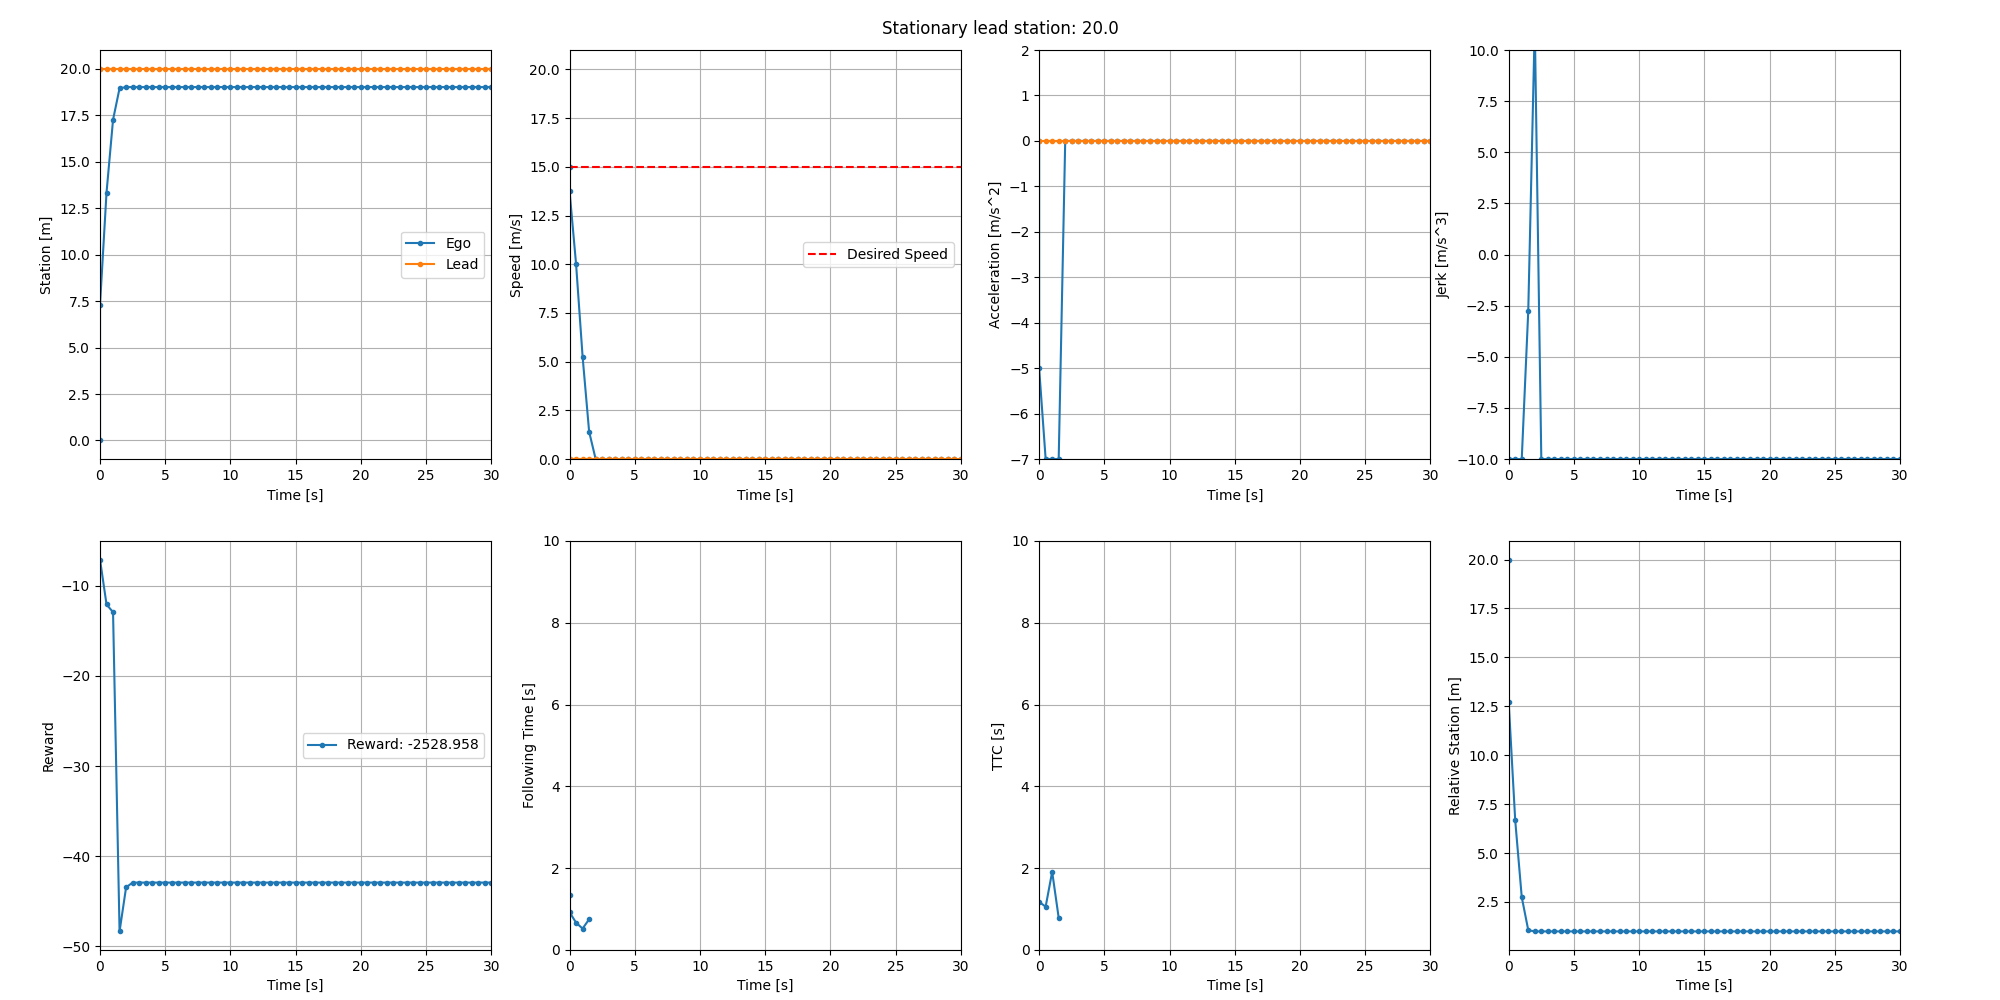 Stationary lead station: 20.0
Station [m]
20.0
17.5
15.0
12.5
10.0
7.5
5.0
2.5
0.0
Ego
Lead
0 5 10 15 20 25 30
Time [s]
Speed [m/s]
20.0
17.5
15.0
12.5
10.0
7.5
5.0
2.5
0.0
Desired Speed
0 5 10 15 20 25 30
Time [s]
Acceleration [m/s^2]
2
1
0
−1
−2
−3
−4
−5
−6
−7
0 5 10 15 20 25 30
Time [s]
Jerk [m/s^3]
10.0
7.5
5.0
2.5
0.0
−2.5
−5.0
−7.5
−10.0
0 5 10 15 20 25 30
Time [s]
Reward
−10
−20
−30
−40
−50
Reward: -2528.958
0 5 10 15 20 25 30
Time [s]
Following Time [s]
10
8
6
4
2
0
0 5 10 15 20 25 30
Time [s]
TTC [s]
10
8
6
4
2
0
0 5 10 15 20 25 30
Time [s]
Relative Station [m]
20.0
17.5
15.0
12.5
10.0
7.5
5.0
2.5
0 5 10 15 20 25 30
Time [s]